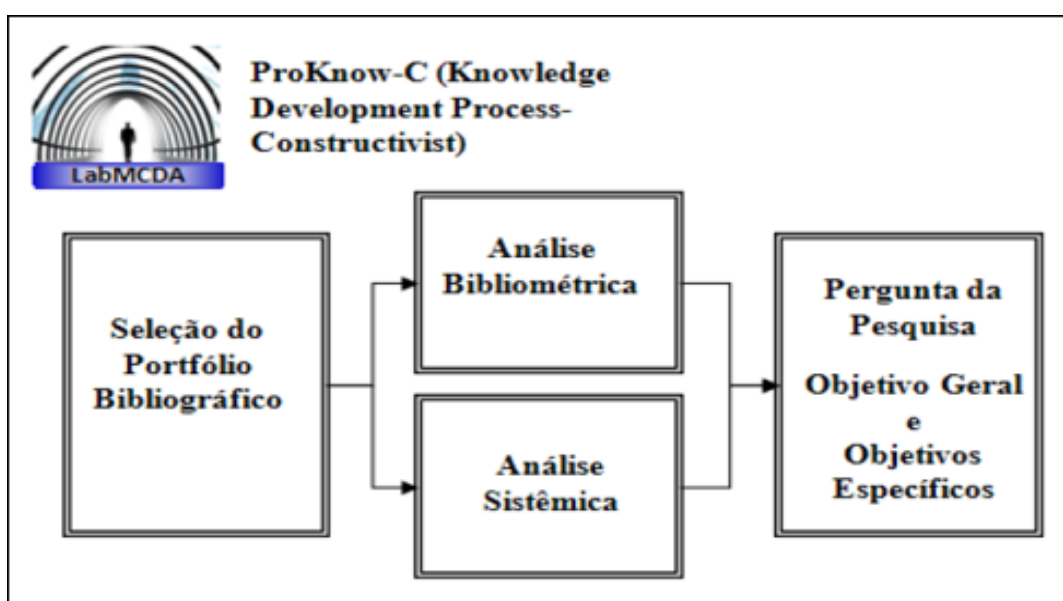 ProKnow-C (Knowledge
Development Process-
Constructivist)
LabMCDA
Seleção do
Portfólio
Bibliográfico
Análise
Bibliométrica
Análise
Sistêmica
Pergunta da
Pesquisa
Objetivo Geral
e
Objetivos
Específicos